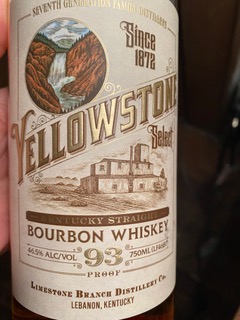 SEVENTH GENERATION FAMILY DISTILLERS
Since
1872
YELLOWSTONE
Select
KENTUCKY STRAIGHT
BOURBON WHISKEY
46.5% ALC/VOL 93 750ML
PROOF
LIMESTONE BRANCH DISTILLERY Co.
LEBANON, KENTUCKY